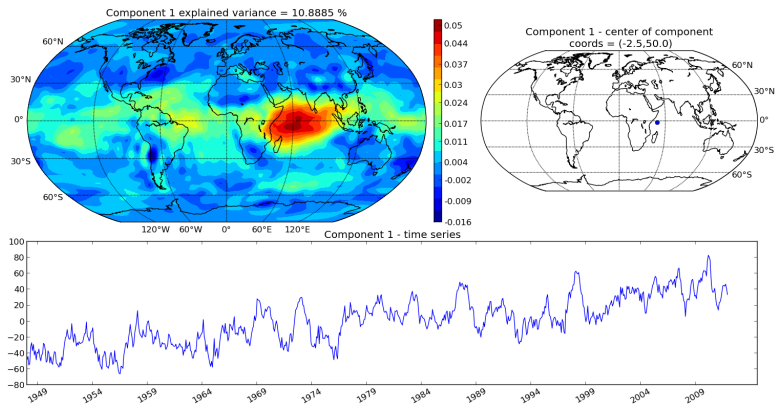 Component 1 explained variance = 10.8885 %
60°N
30°N
0°
30°S
60°S
120°W 60°W 0° 60°E 120°E
0.05
0.044
0.037
0.03
0.024
0.017
0.011
0.004
-0.002
-0.009
-0.016
Component 1 - center of component
coords = (-2.5,50.0)
60°N
30°N
0°
30°S
60°S
Component 1 - time series
100
80
60
40
20
0
−20
−40
−60
−80
1949 1954 1959 1964 1969 1974 1979 1984 1989 1994 1999 2004 2009